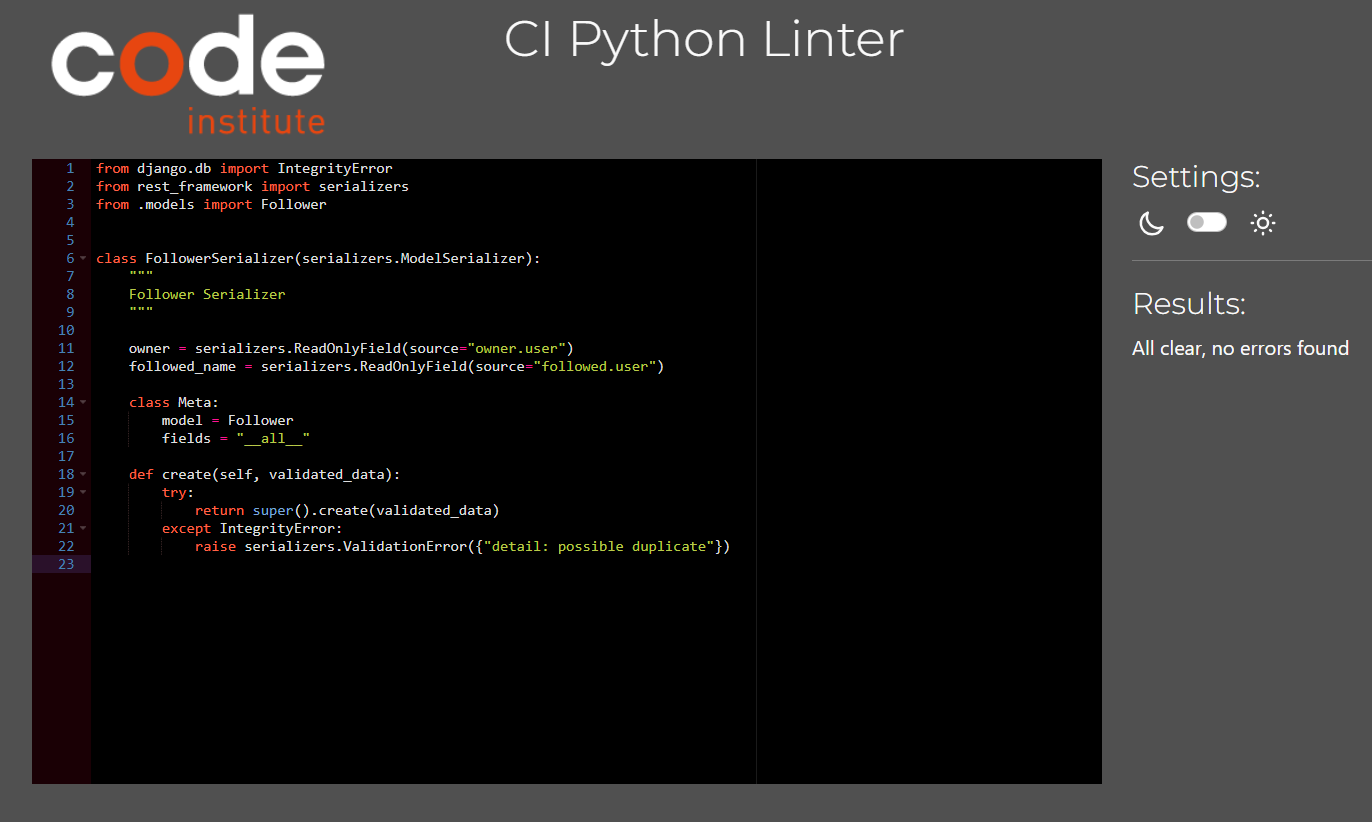 code
institute
CI Python Linter
1 from django.db import IntegrityError
2 from rest_framework import serializers
3 from .models import Follower
4
5
6 class FollowerSerializer(serializers.ModelSerializer):
7     """
8     Follower Serializer
9     """
10
11     owner = serializers.ReadOnlyField(source="owner.user")
12     followed_name = serializers.ReadOnlyField(source="followed.user")
13
14     class Meta:
15         model = Follower
16         fields = "__all__"
17
18     def create(self, validated_data):
19         try:
20             return super().create(validated_data)
21         except IntegrityError:
22             raise serializers.ValidationError({"detail: possible duplicate"})
23
Settings:
Results:
All clear, no errors found